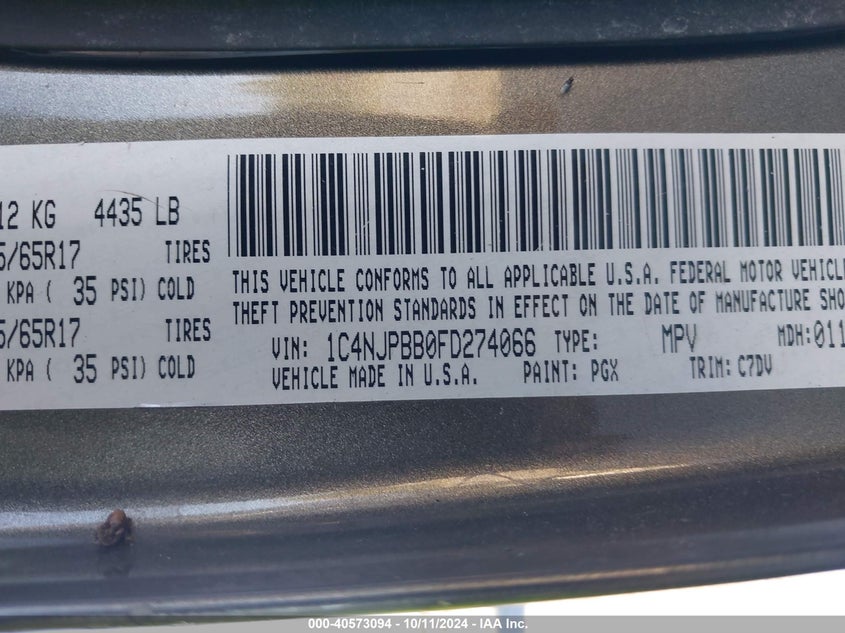 12 KG 4435 LB
5/65R17 TIRES
KPA ( 35 PSI) COLD
5/65R17 TIRES
KPA ( 35 PSI) COLD
THIS VEHICLE CONFORMS TO ALL APPLICABLE U.S.A. FEDERAL MOTOR VEHICLE
THEFT PREVENTION STANDARDS IN EFFECT ON THE DATE OF MANUFACTURE SHO
VIN: 1C4NJPBB0FD274066 TYPE: MPV MDH:011
VEHICLE MADE IN U.S.A. PAINT: PGX TRIM: C7DV
000-40573094 - 10/11/2024 - IAA Inc.